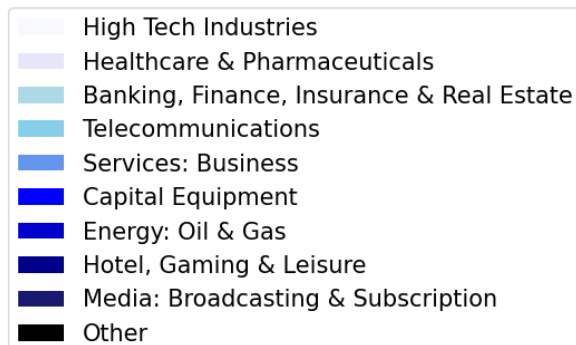 High Tech Industries
Healthcare & Pharmaceuticals
Banking, Finance, Insurance & Real Estate
Telecommunications
Services: Business
Capital Equipment
Energy: Oil & Gas
Hotel, Gaming & Leisure
Media: Broadcasting & Subscription
Other